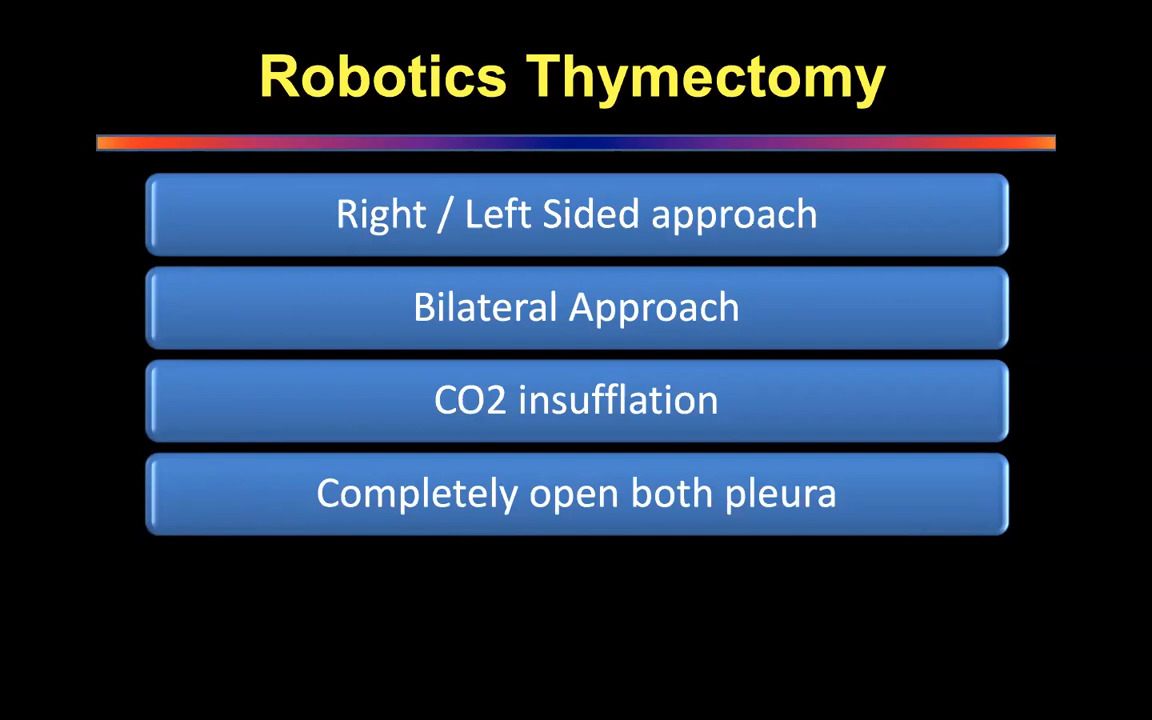 Robotics Thymectomy
Right / Left Sided approach
Bilateral Approach
CO2 insufflation
Completely open both pleura